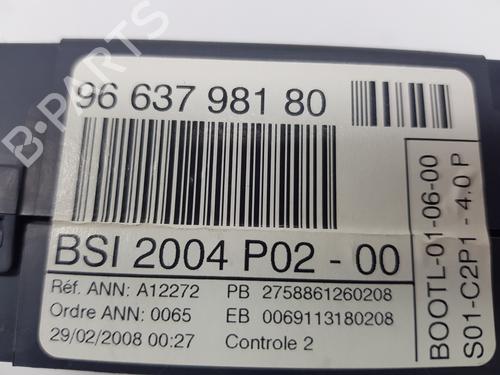 96 637 981 80
BSI 2004 P02 - 00
Réf. ANN: A12272 PB 2758861260208
Ordre ANN: 0065 EB 0069113180208
29/02/2008 00:27 Controle 2
BOOTL-01-06-00
S01-C2P1 - 4.0 P
B-PARTS